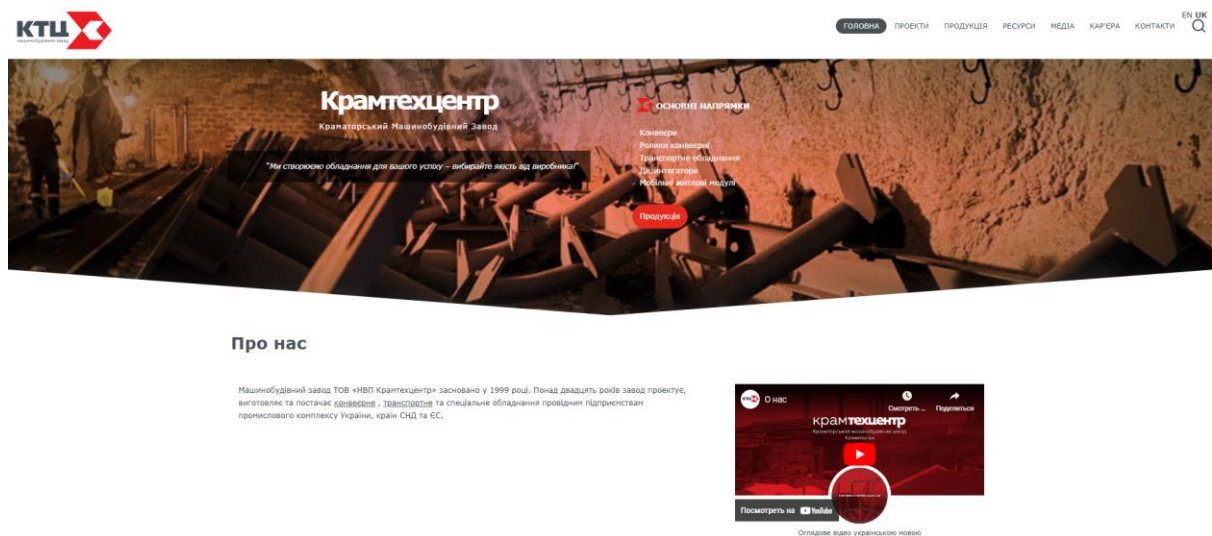 КТЦ
машинобудівний завод
EN UK
ГОЛОВНА ПРОЕКТИ ПРОДУКЦІЯ РЕСУРСИ МЕДІА КАР'ЄРА КОНТАКТИ
Крамтехцентр
Краматорський Машинобудівний Завод
"Ми створюємо обладнання для вашого успіху – вибирайте якість від виробника!"
ОСНОВНІ НАПРЯМКИ
Конвеєри
Ролики конвеєрні
Транспортне обладнання
Дезінтегратори
Мобільні житлові модулі
Продукція
Про нас
Машинобудівний завод ТОВ «НВП Крамтехцентр» засновано у 1999 році. Понад двадцять років завод проектує,
виготовляє та постачає конвеєрне , транспортне та спеціальне обладнання провідним підприємствам
промислового комплексу України, країн СНД та ЄС.
О нас
Смотреть ... Поделиться
крамтехцентр
Краматорский машиностроительный завод
Посмотреть на YouTube
Оглядове відео українською мовою